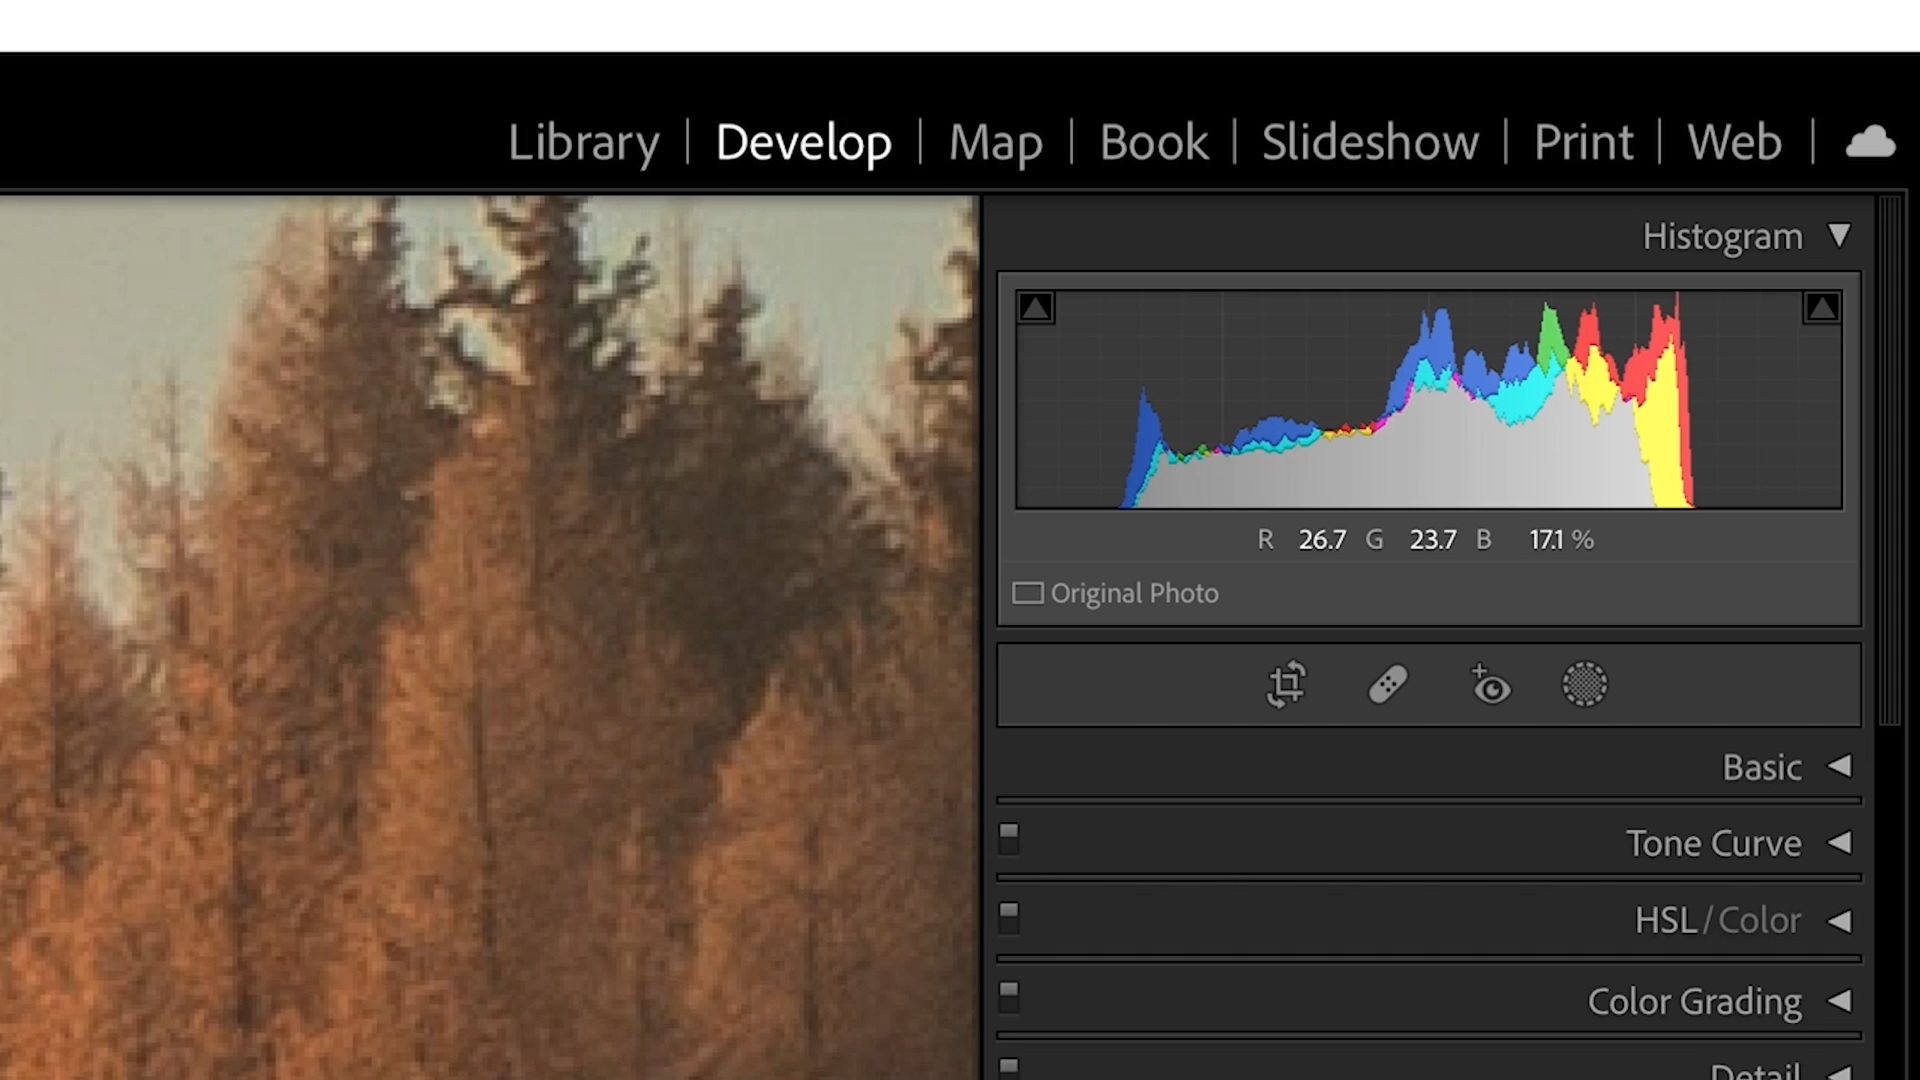 Library | Develop | Map | Book | Slideshow | Print | Web |
Histogram
R 26.7 G 23.7 B 17.1 %
Original Photo
Basic
Tone Curve
HSL / Color
Color Grading
Detail